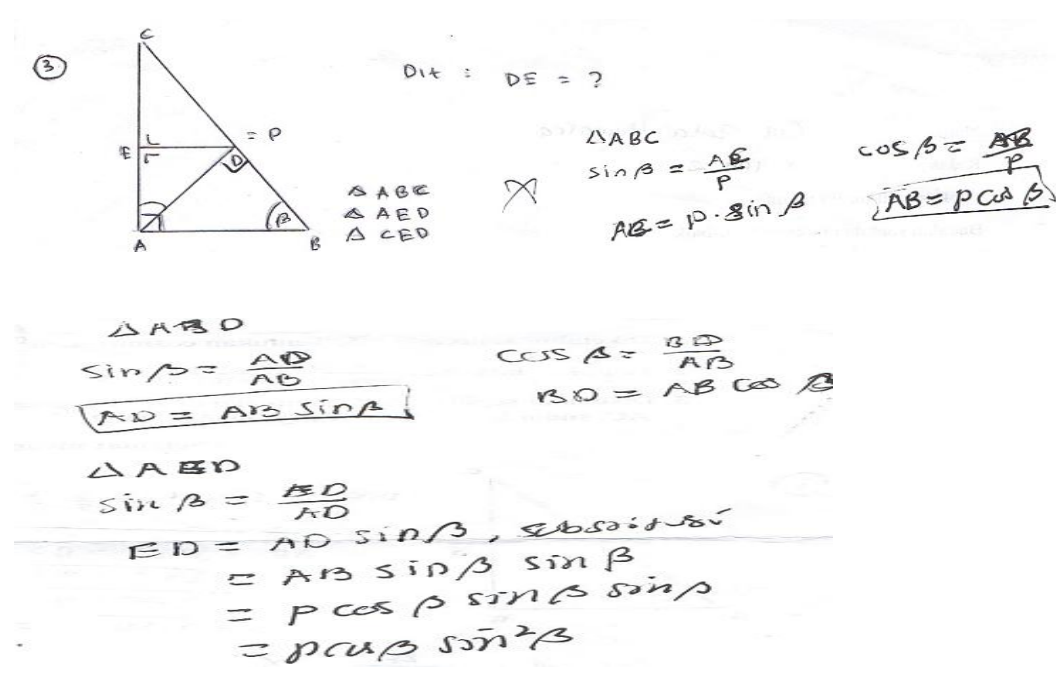 ③
C
E
= P
D
A
β
B
Dit : DE = ?
△ ABC
△ AED
△ CED
△ABC
sin β = AC/P
AC = p . sin β
cos β = AB/P
AB = p cos β
△ ABD
sin β = AD/AB
AD = AB sin β
cos β = BD/AB
BD = AB cos β
△ AED
sin β = ED/AD
ED = AD sin β, subsitusi
= AB sin β sin β
= p cos β sin β sin β
= p cos β sin²β